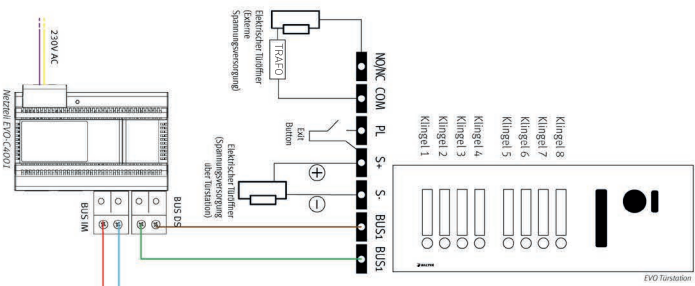 230V AC
Netzteil EVO-C4001
BUS IM
BUS DS
Elektrischer Türöffner
(Externe
Spannungsversorgung)
TRAFO
Exit
Button
Elektrischer Türöffner
(Spannungsversorgung
über Türstation)
+
-
NO/NC
COM
PL
S+
S-
BUS1
BUS1
Klingel 1
Klingel 2
Klingel 3
Klingel 4
Klingel 5
Klingel 6
Klingel 7
Klingel 8
BALTER
EVO Türstation